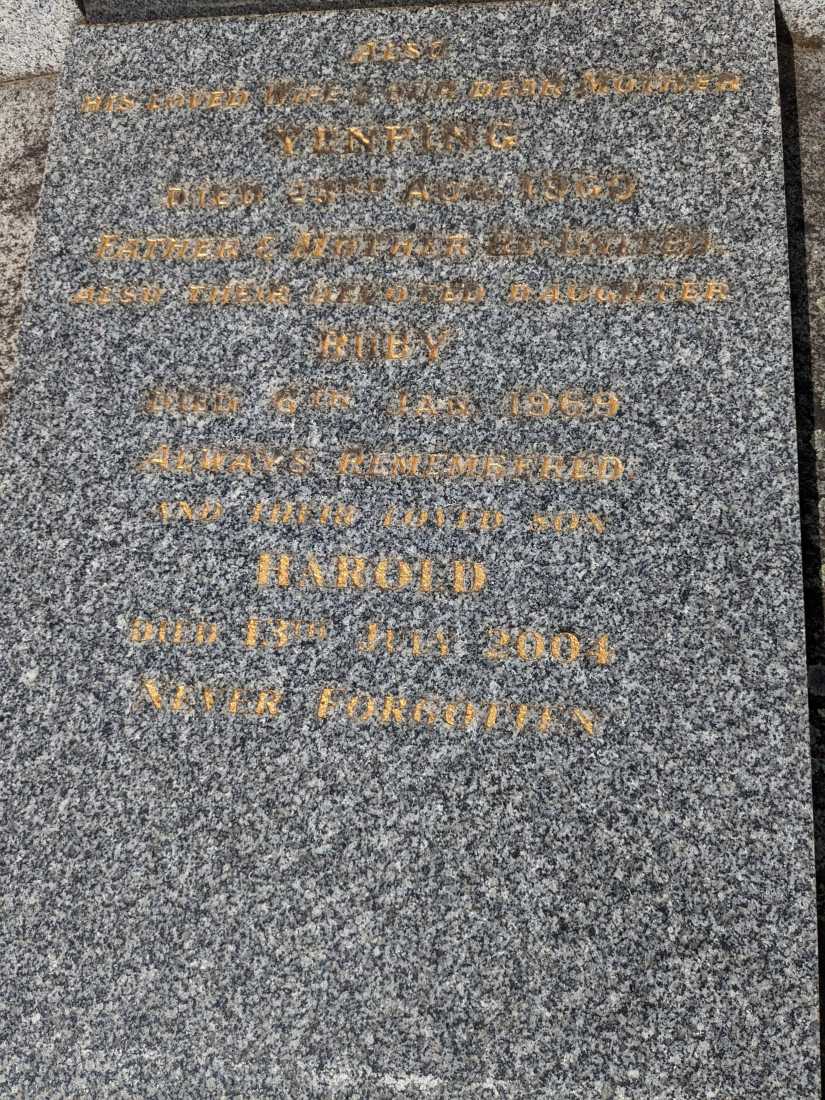 ALSO
HIS LOVED WIFE & OUR DEAR MOTHER
YENPING
DIED AUG. 1960
FATHER & MOTHER RE-UNITED.
ALSO THEIR DEVOTED DAUGHTER
RUBY
DIED 6TH JAN. 1969
ALWAYS REMEMBERED.
AND THEIR LOVED SON
HAROLD
DIED 13TH JULY 2004
NEVER FORGOTTEN